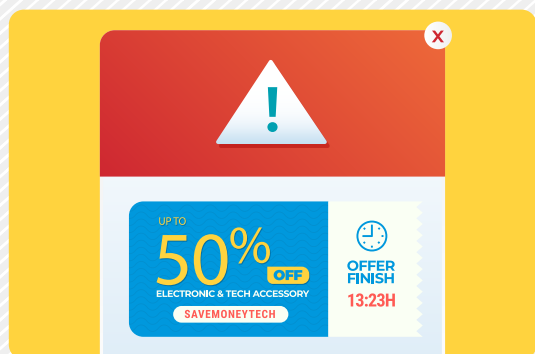 X
!
UP TO
50%
OFF
ELECTRONIC & TECH ACCESSORY
SAVEMONEYTECH
OFFER
FINISH
13:23H